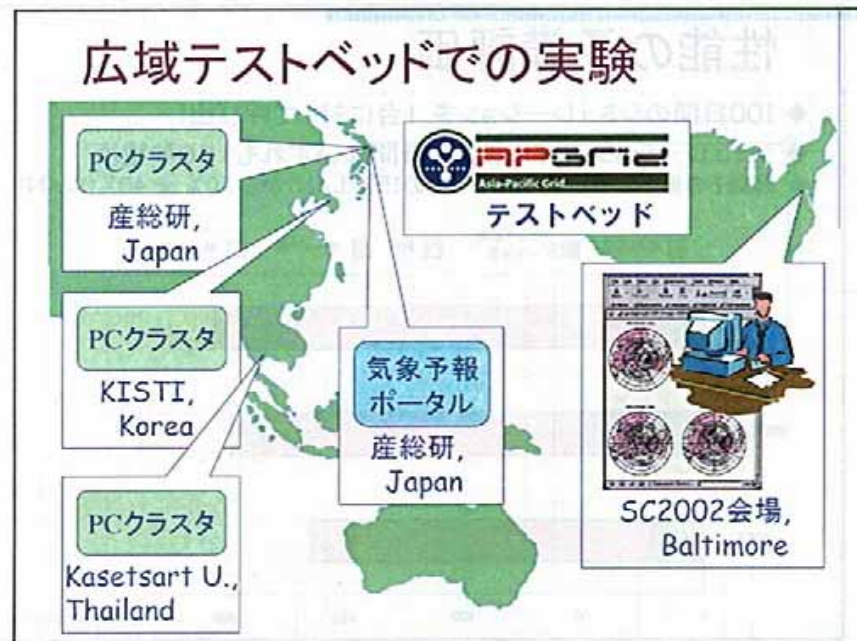 広域テストベッドでの実験
PCクラスタ
産総研,
Japan
APGrid
Asia-Pacific Grid
テストベッド
PCクラスタ
KISTI,
Korea
気象予報
ポータル
産総研,
Japan
PCクラスタ
Kasetsart U.,
Thailand
SC2002会場,
Baltimore